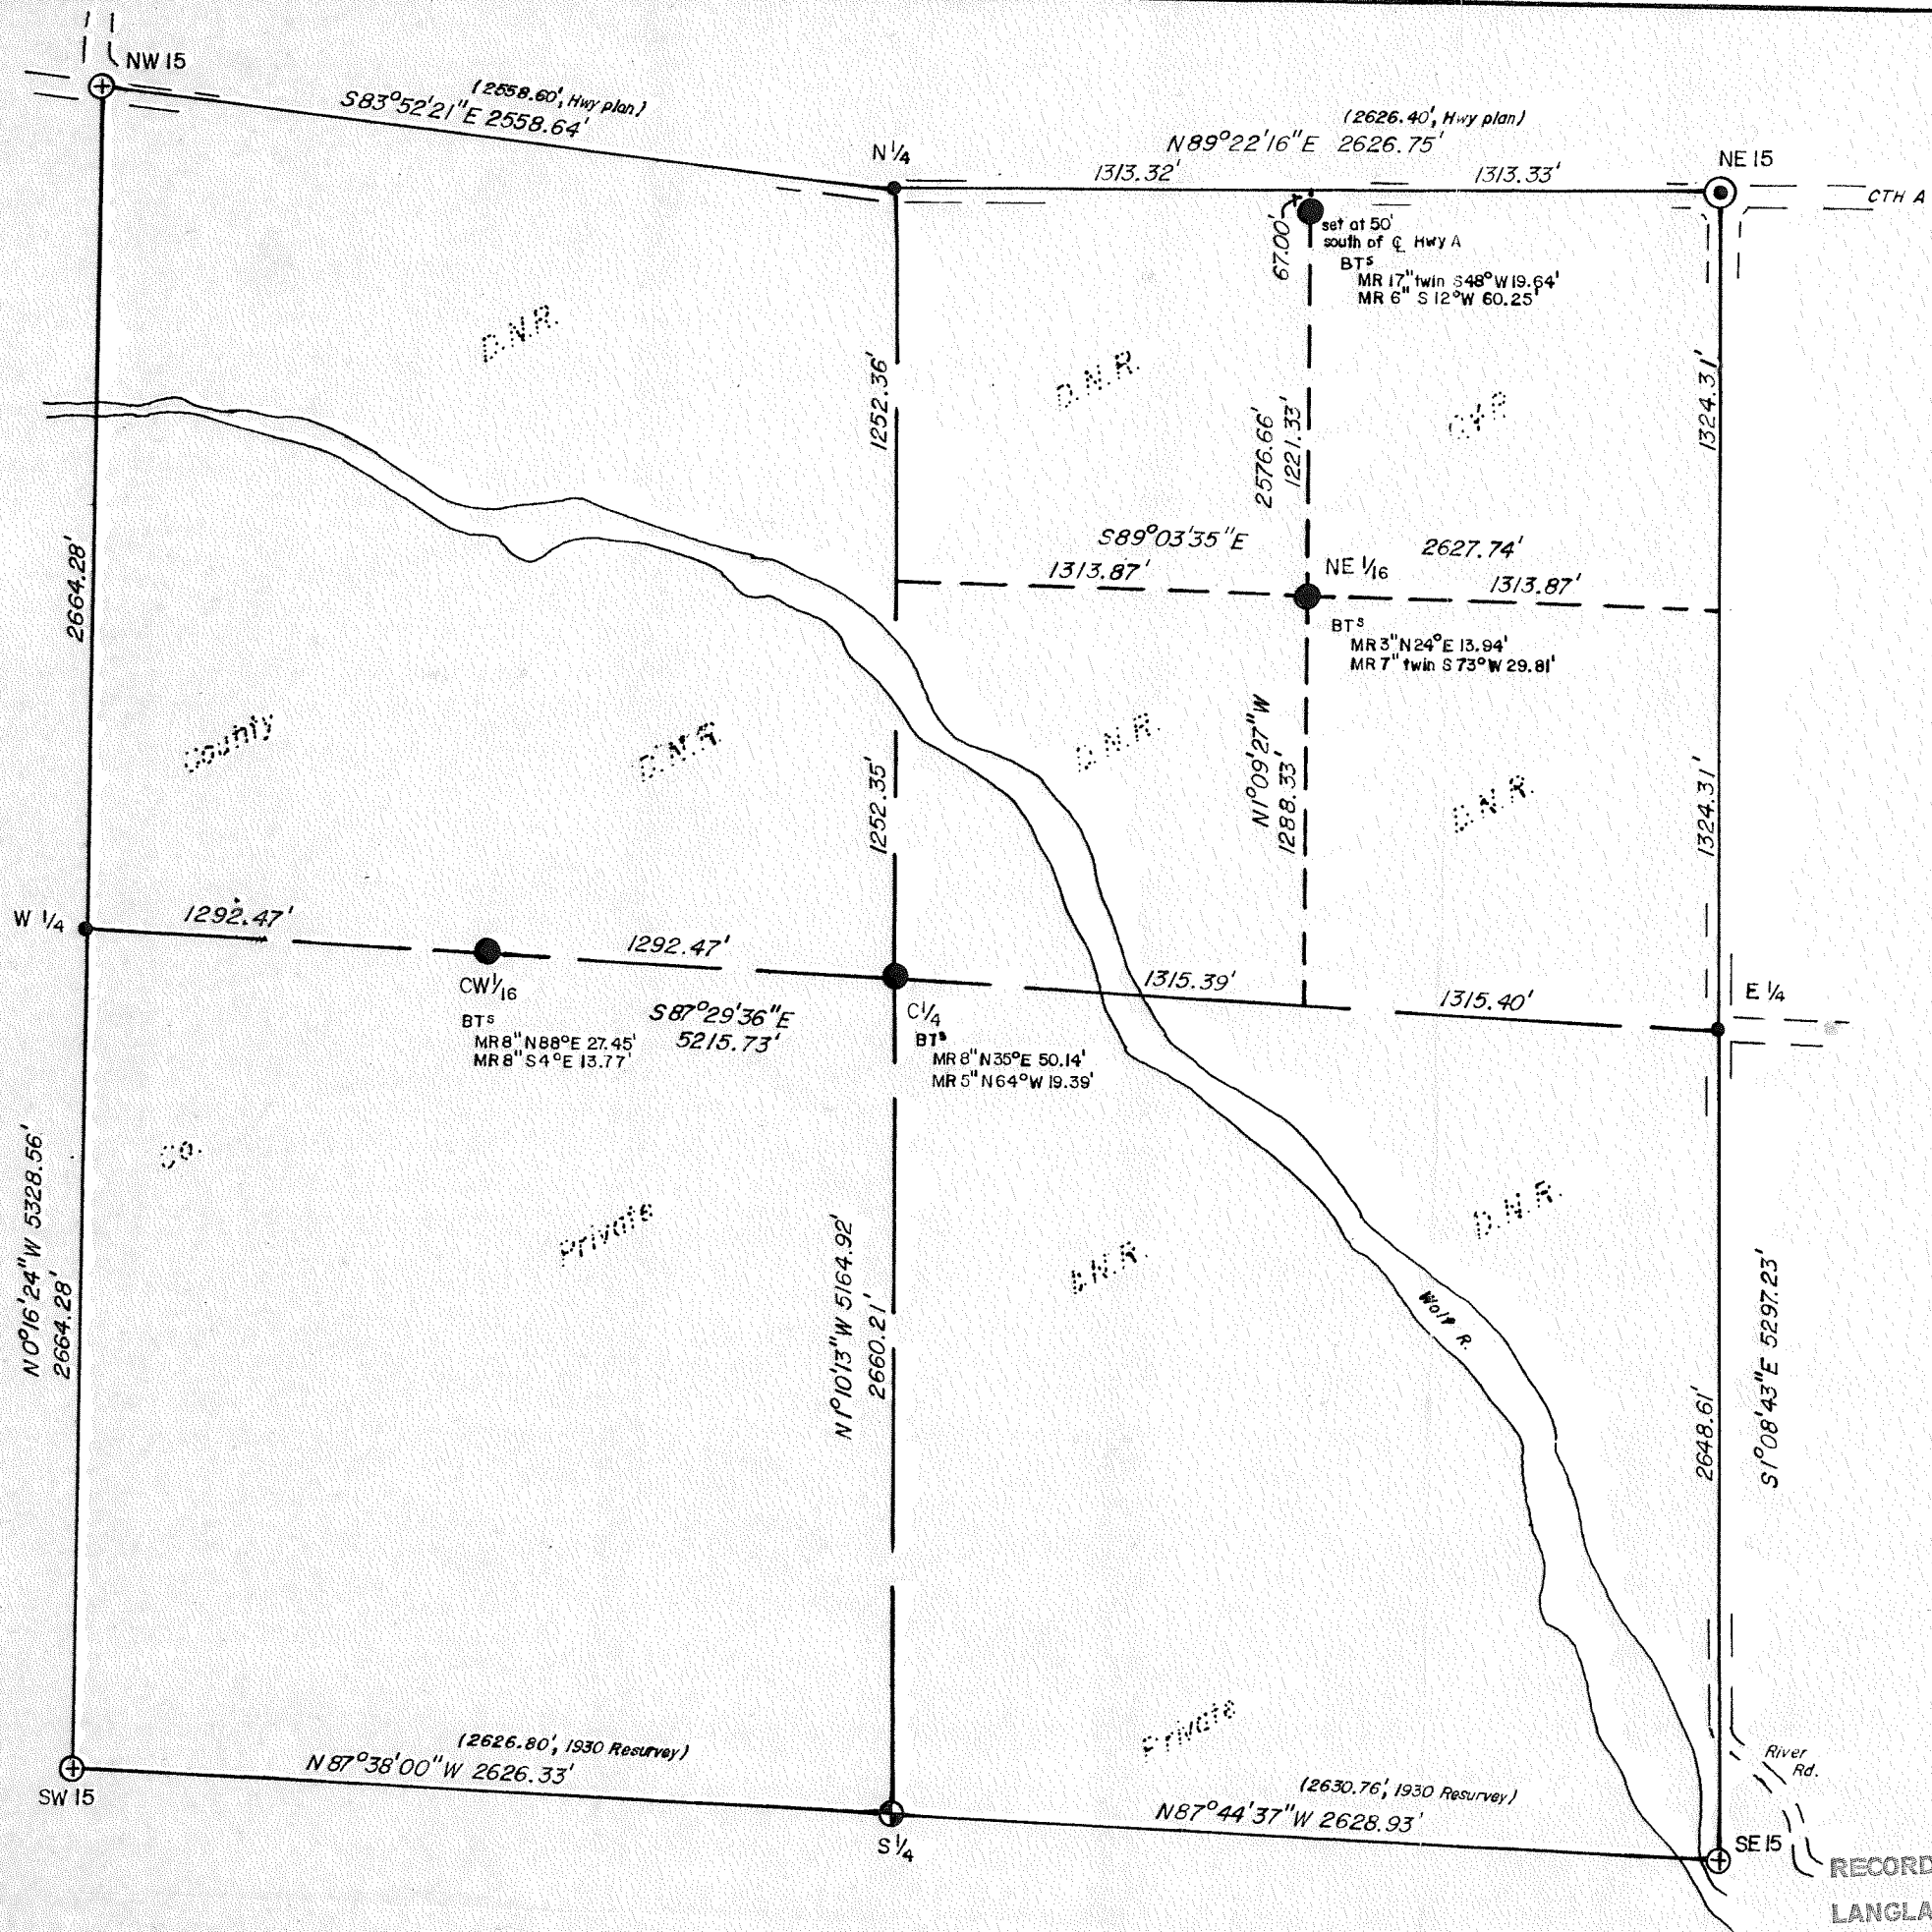 NW 15
(2558.60', Hwy plan)
S83°52'21"E 2558.64'
N 1/4
(2626.40', Hwy plan)
N89°22'16"E 2626.75'
1313.32'
1313.33'
NE 15
CTH A
67.00'
set at 50'
south of ℄ Hwy A
BTs
MR 17" twin S48°W 19.64'
MR 6" S12°W 60.25'
D.N.R.
D.N.R.
1252.36'
2576.66'
1221.33'
1324.31'
S89°03'35"E
2627.74'
1313.87'
NE 1/16
1313.87'
BTs
MR 3" N24°E 13.94'
MR 7" twin S73°W 29.81'
2664.28'
County
D.N.R.
D.N.R.
D.N.R.
1252.35'
N1°09'27"W
1288.33'
1324.31'
W 1/4
1292.47'
1292.47'
CW 1/16
BTs
MR 8" N88°E 27.45'
MR 8" S4°E 13.77'
S87°29'36"E
5215.73'
C 1/4
BTs
MR 8" N35°E 50.14'
MR 5" N64°W 19.39'
1315.39'
1315.40'
E 1/4
Co.
Private
D.N.R.
D.N.R.
N0°16'24"W 5328.56'
2664.28'
N1°10'13"W 5164.92'
2660.21'
Wolf R.
2648.61'
S1°08'43"E 5297.23'
Private
River
Rd.
(2626.80', 1930 Resurvey)
N87°38'00"W 2626.33'
SW 15
S 1/4
(2630.76', 1930 Resurvey)
N87°44'37"W 2628.93'
SE 15
RECORD
LANGLA